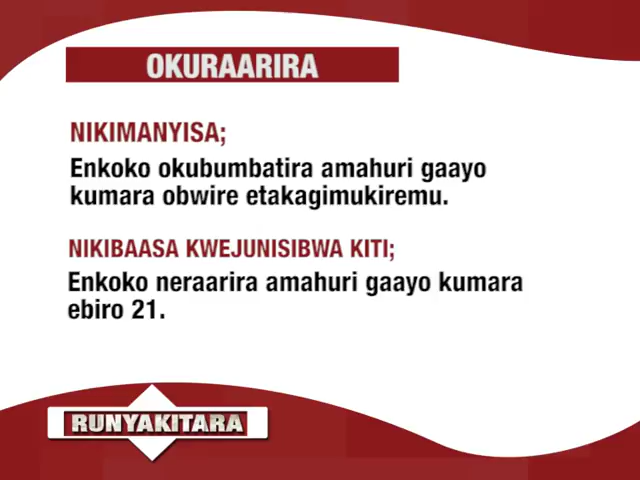 OKURAARIRA
NIKIMANYISA;
Enkoko okubumbatira amahuri gaayo
kumara obwire etakagimukiremu.
NIKIBAASA KWEJUNISIBWA KITI;
Enkoko neraarira amahuri gaayo kumara
ebiro 21.
RUNYAKITARA